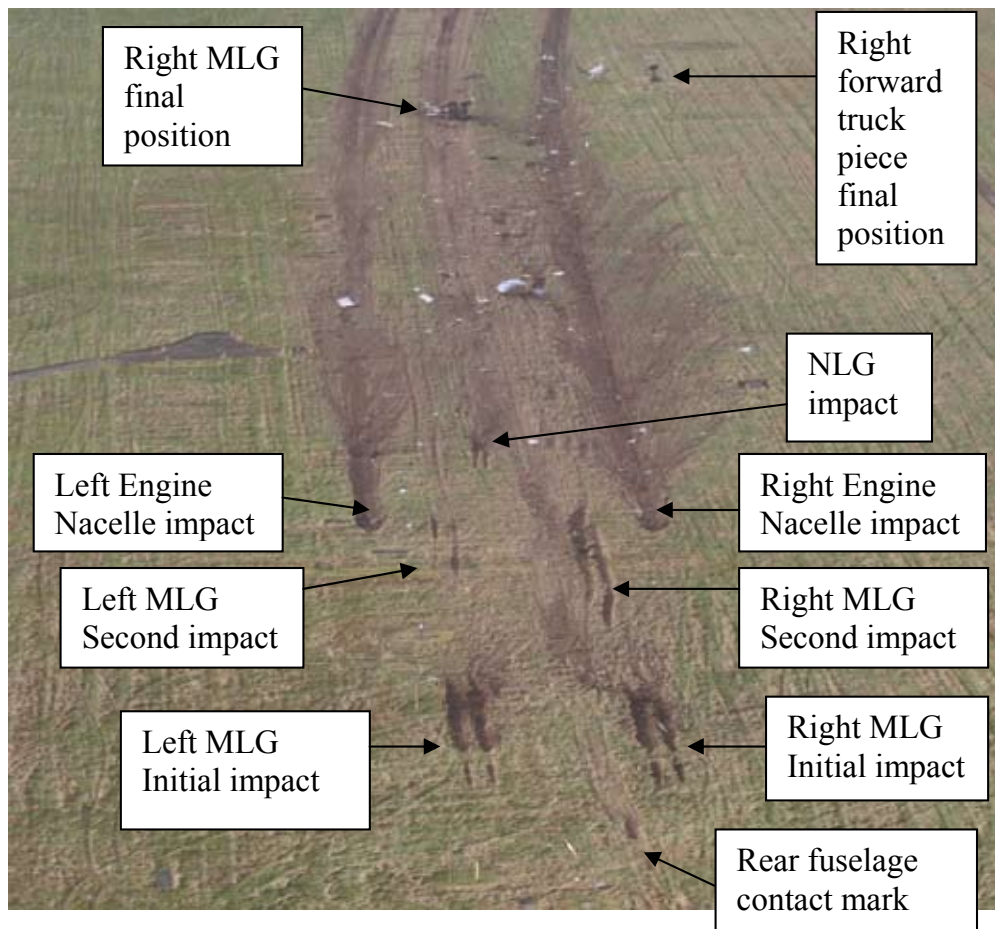 Right MLG
final
position
Right
forward
truck
piece
final
position
NLG
impact
Left Engine
Nacelle impact
Right Engine
Nacelle impact
Left MLG
Second impact
Right MLG
Second impact
Left MLG
Initial impact
Right MLG
Initial impact
Rear fuselage
contact mark